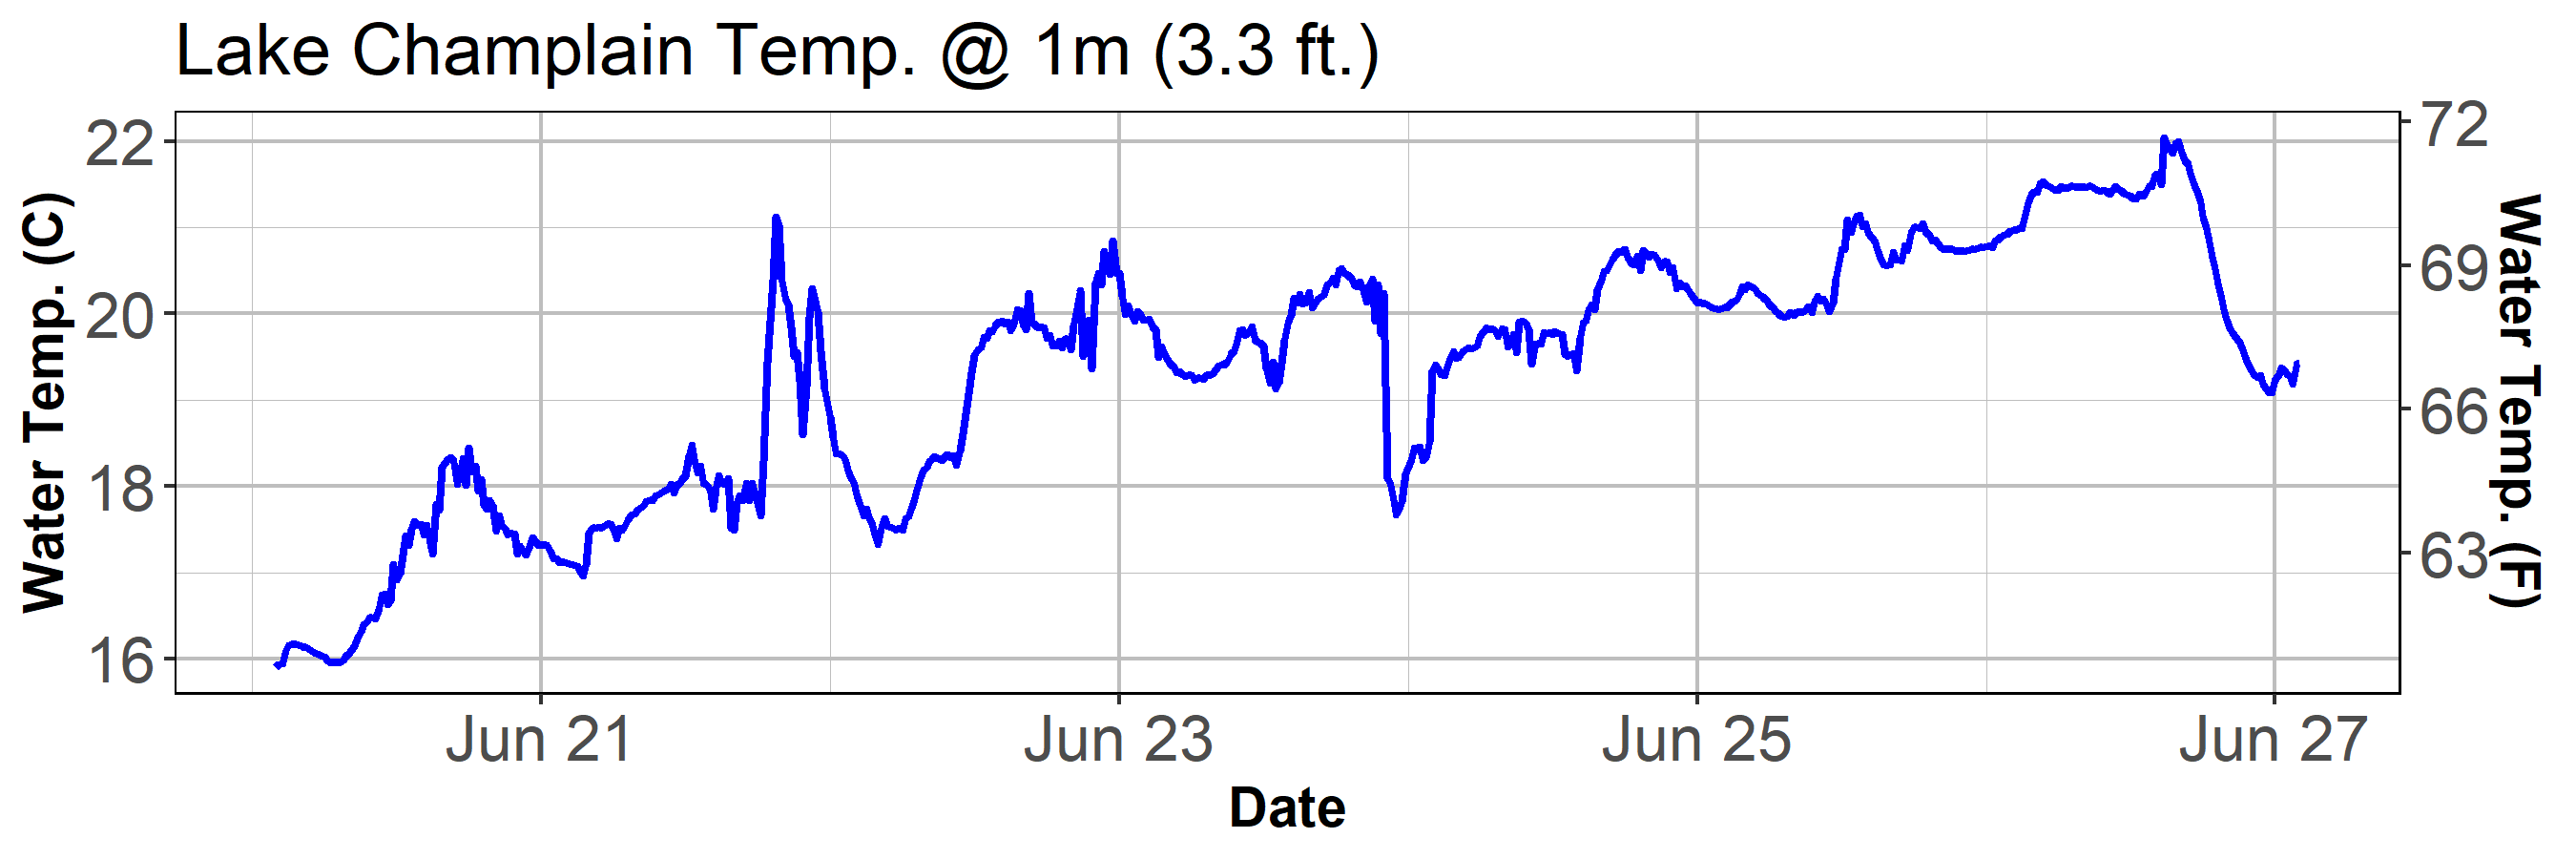 Lake Champlain Temp. @ 1m (3.3 ft.)
Water Temp. (C)
22
20
18
16
72
69
66
63
Water Temp. (F)
Jun 21
Jun 23
Jun 25
Jun 27
Date